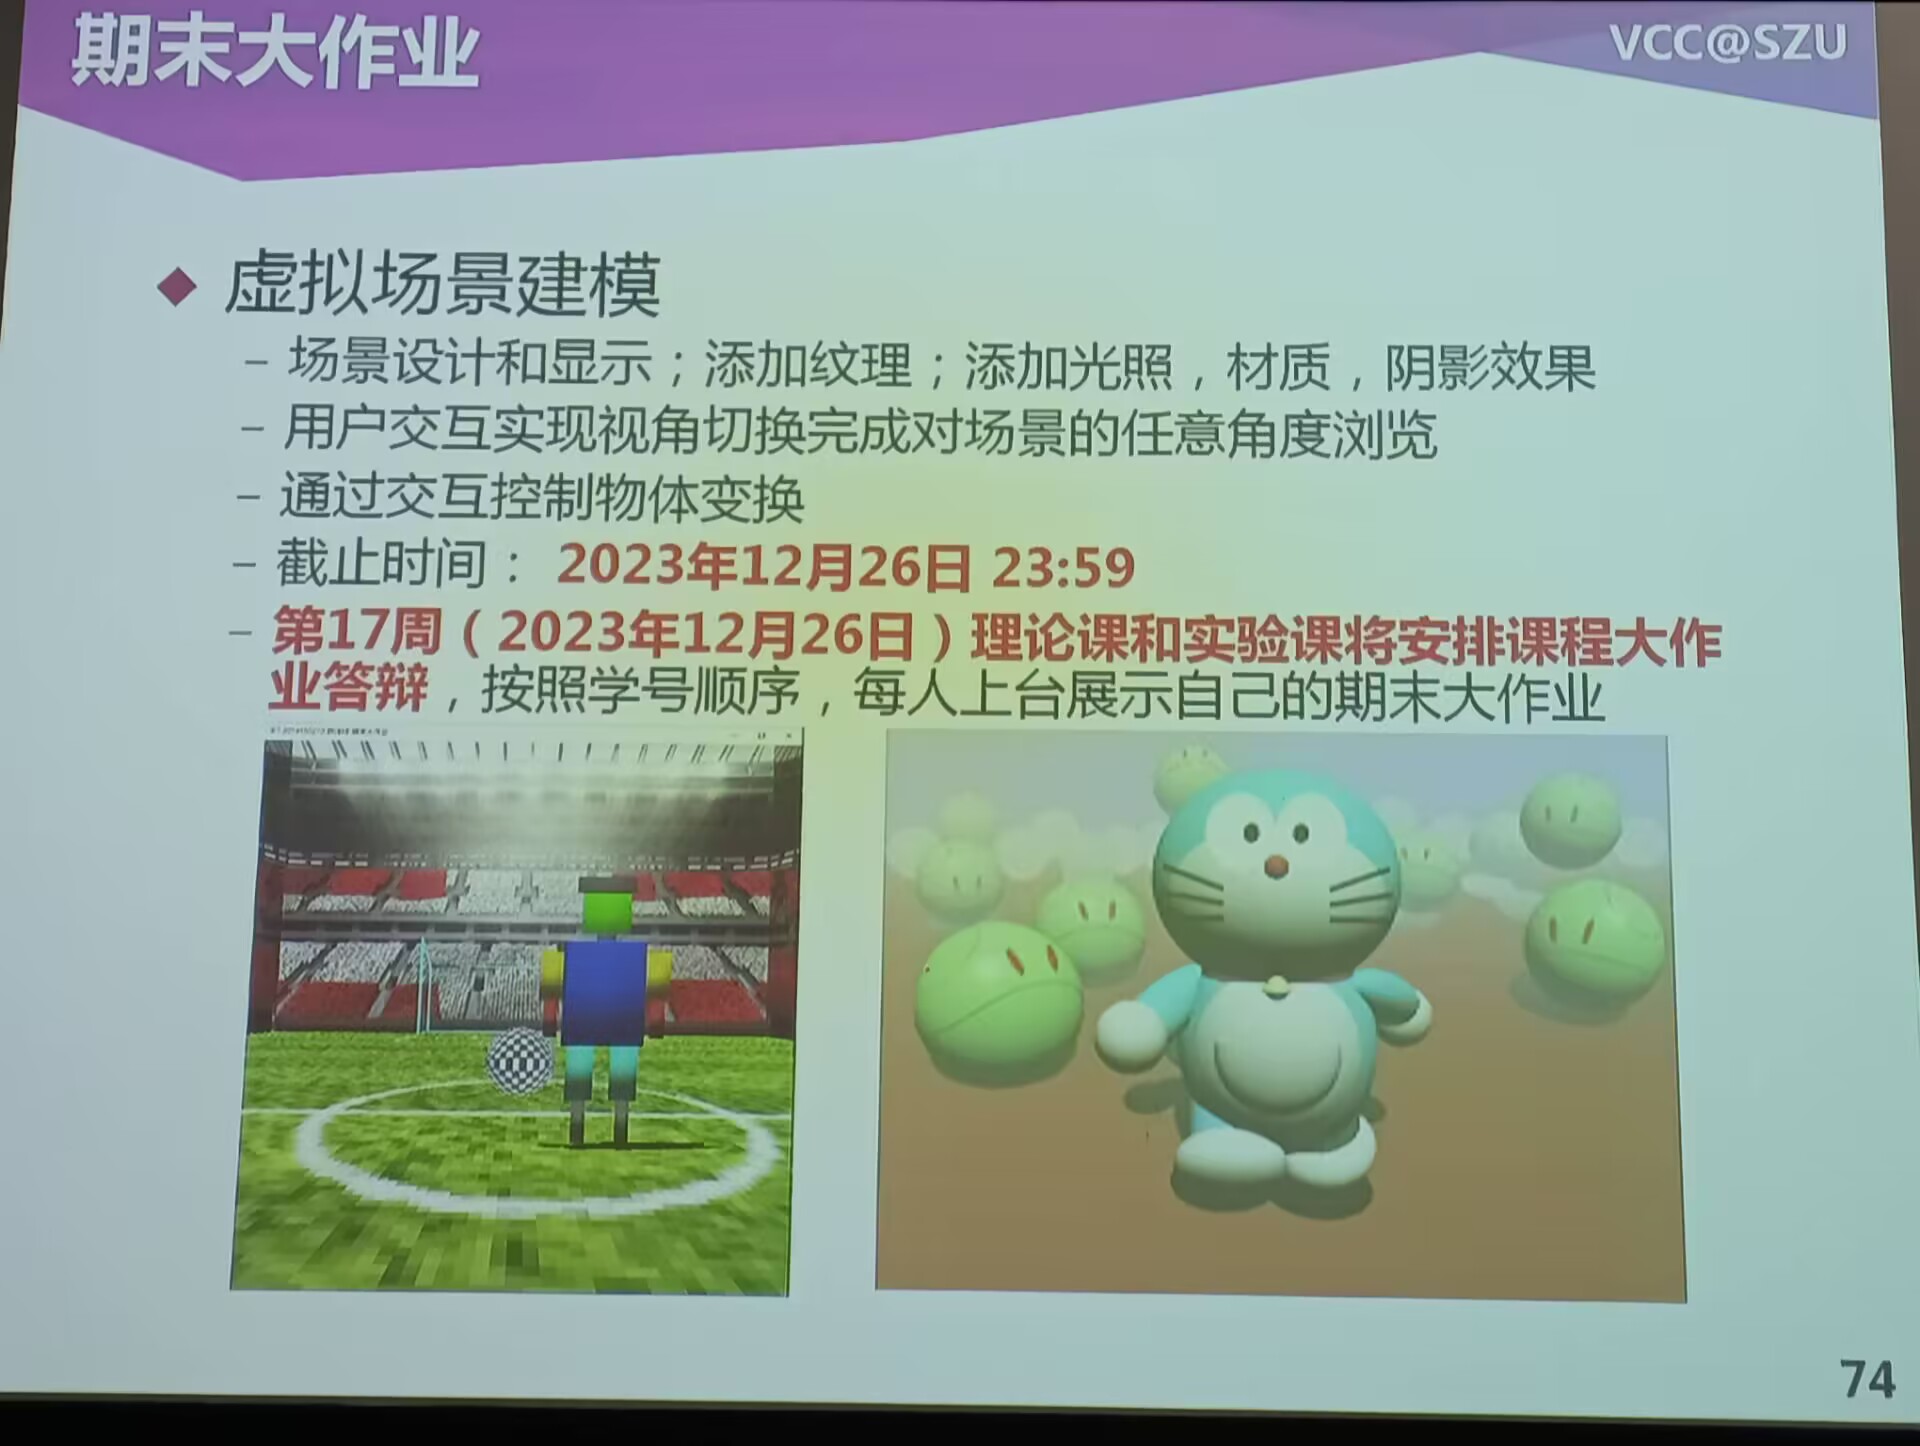 期末大作业
VCC@SZU
虚拟场景建模
– 场景设计和显示；添加纹理；添加光照，材质，阴影效果
– 用户交互实现视角切换完成对场景的任意角度浏览
– 通过交互控制物体变换
– 截止时间： 2023年12月26日 23:59
– 第17周（2023年12月26日）理论课和实验课将安排课程大作
业答辩，按照学号顺序，每人上台展示自己的期末大作业
74